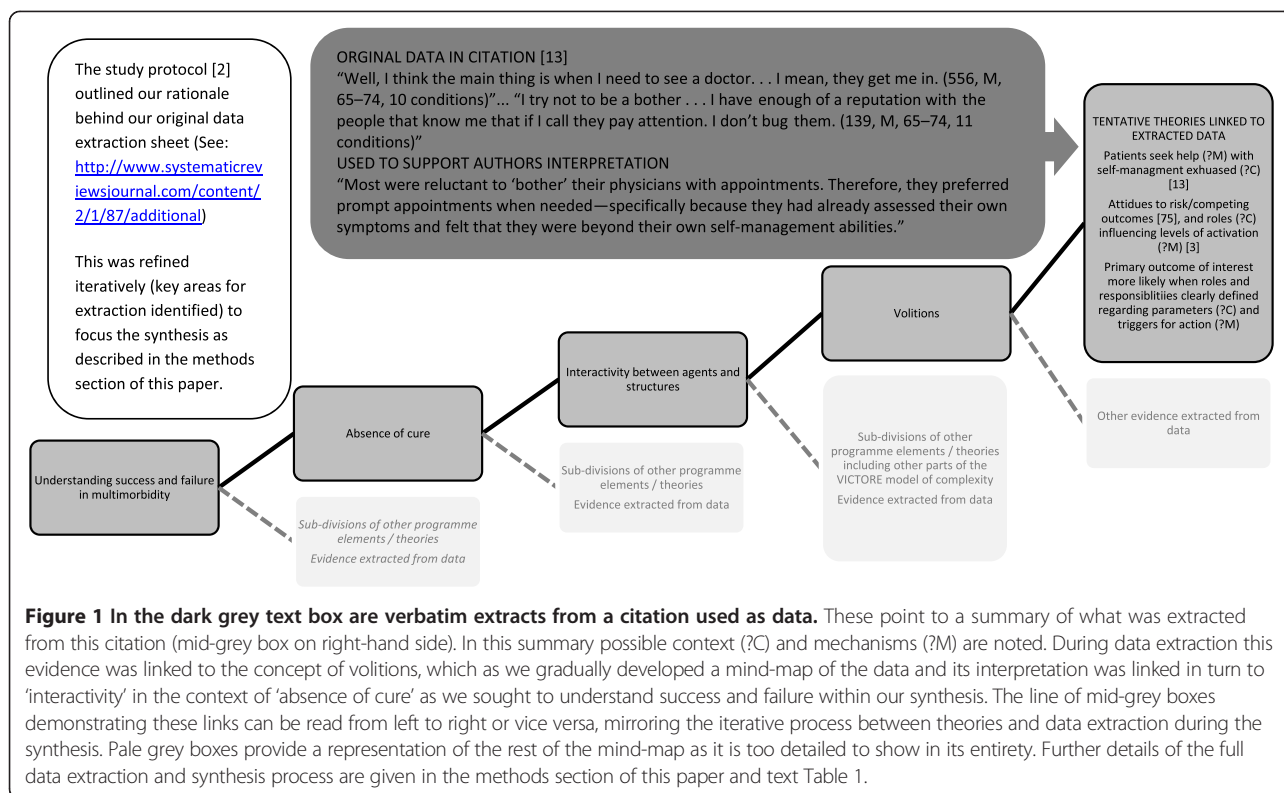 The study protocol [2]
outlined our rationale
behind our original data
extraction sheet (See:
http://www.systematicrev
iewsjournal.com/content/
2/1/87/additional)
This was refined
iteratively (key areas for
extraction identified) to
focus the synthesis as
described in the methods
section of this paper.
ORGINAL DATA IN CITATION [13]
“Well, I think the main thing is when I need to see a doctor. . . I mean, they get me in. (556, M,
65–74, 10 conditions)”... “I try not to be a bother . . . I have enough of a reputation with the
people that know me that if I call they pay attention. I don’t bug them. (139, M, 65–74, 11
conditions)”
USED TO SUPPORT AUTHORS INTERPRETATION
“Most were reluctant to ‘bother’ their physicians with appointments. Therefore, they preferred
prompt appointments when needed—specifically because they had already assessed their own
symptoms and felt that they were beyond their own self-management abilities.”
TENTATIVE THEORIES LINKED TO
EXTRACTED DATA
Patients seek help (?M) with
self-managment exhuased (?C)
[13]
Attidues to risk/competing
outcomes [75], and roles (?C)
influencing levels of activation
(?M) [3]
Primary outcome of interest
more likely when roles and
responsiblitiies clearly defined
regarding parameters (?C) and
triggers for action (?M)
Understanding success and failure
in multimorbidity
Absence of cure
Interactivity between agents and
structures
Volitions
Sub-divisions of other programme
elements / theories
Evidence extracted from data
Sub-divisions of other programme
elements / theories
Evidence extracted from data
Sub-divisions of other
programme elements / theories
including other parts of the
VICTORE model of complexity
Evidence extracted from data
Other evidence extracted from
data
Figure 1 In the dark grey text box are verbatim extracts from a citation used as data. These point to a summary of what was extracted
from this citation (mid-grey box on right-hand side). In this summary possible context (?C) and mechanisms (?M) are noted. During data extraction this
evidence was linked to the concept of volitions, which as we gradually developed a mind-map of the data and its interpretation was linked in turn to
‘interactivity’ in the context of ‘absence of cure’ as we sought to understand success and failure within our synthesis. The line of mid-grey boxes
demonstrating these links can be read from left to right or vice versa, mirroring the iterative process between theories and data extraction during the
synthesis. Pale grey boxes provide a representation of the rest of the mind-map as it is too detailed to show in its entirety. Further details of the full
data extraction and synthesis process are given in the methods section of this paper and text Table 1.